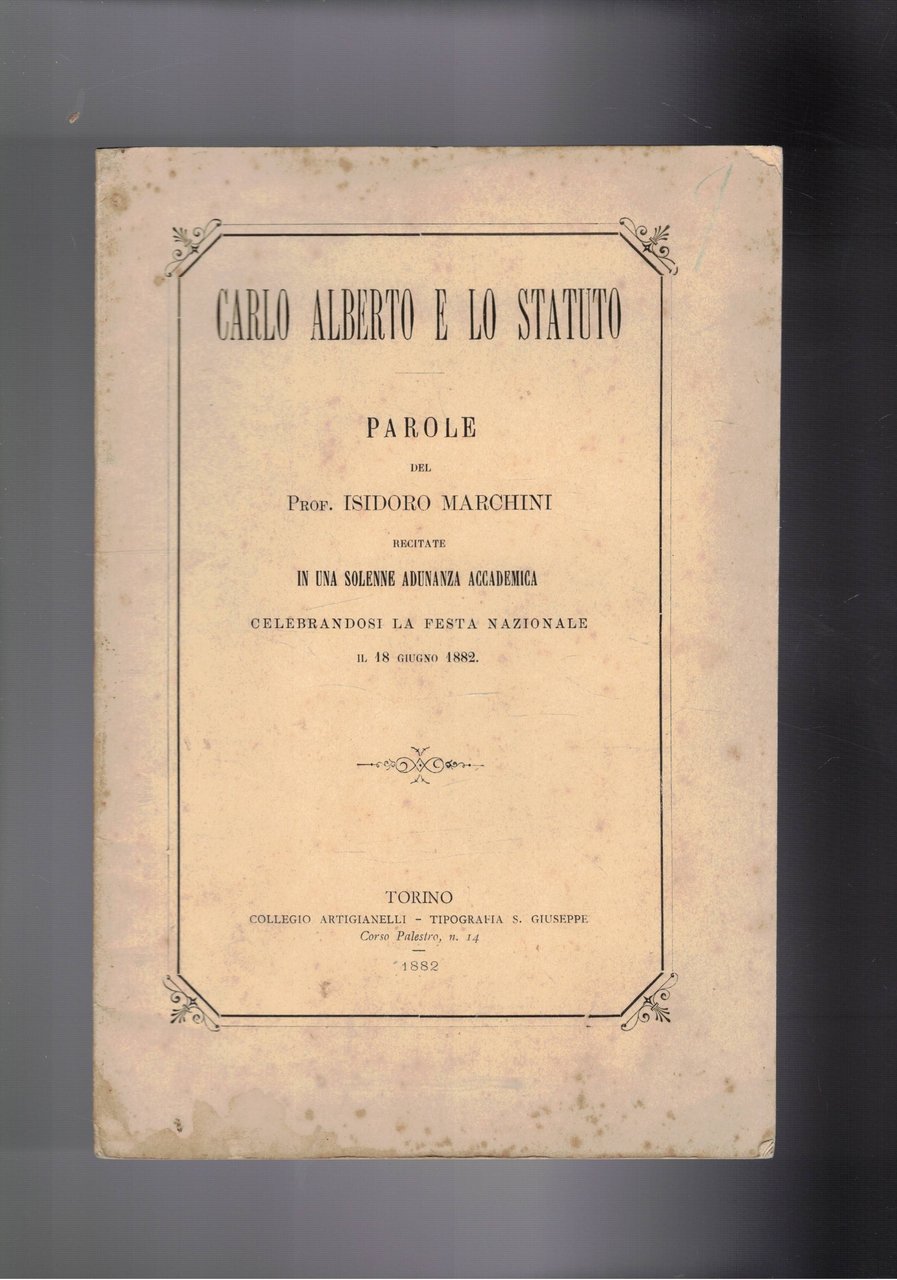 CARLO ALBERTO E LO STATUTO
PAROLE
DEL
PROF. ISIDORO MARCHINI
RECITATE
IN UNA SOLENNE ADUNANZA ACCADEMICA
CELEBRANDOSI LA FESTA NAZIONALE
IL 18 GIUGNO 1882.
TORINO
COLLEGIO ARTIGIANELLI - TIPOGRAFIA S. GIUSEPPE
Corso Palestro, n. 14
1882